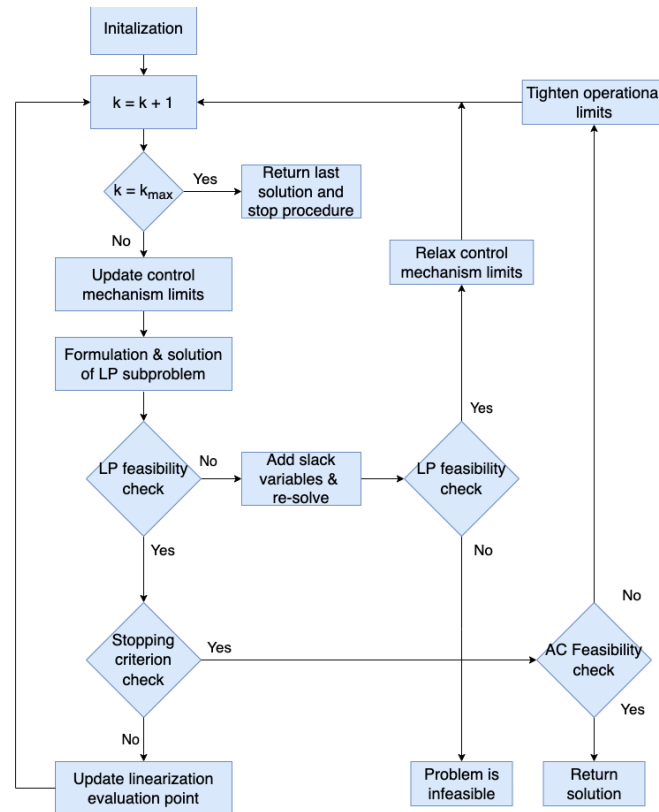 Initalization
k = k + 1
Tighten operationa
limits
k = kmax
Yes
Return last
solution and
stop procedure
No
Update control
mechanism limits
Relax control
mechanism limits
Formulation & solution
of LP subproblem
Yes
LP feasibility
check
No
Add slack
variables &
re-solve
LP feasibility
check
Yes
No
No
Stopping
criterion
check
Yes
AC Feasibility
check
No
Yes
Update linearization
evaluation point
Problem is
infeasible
Return
solution